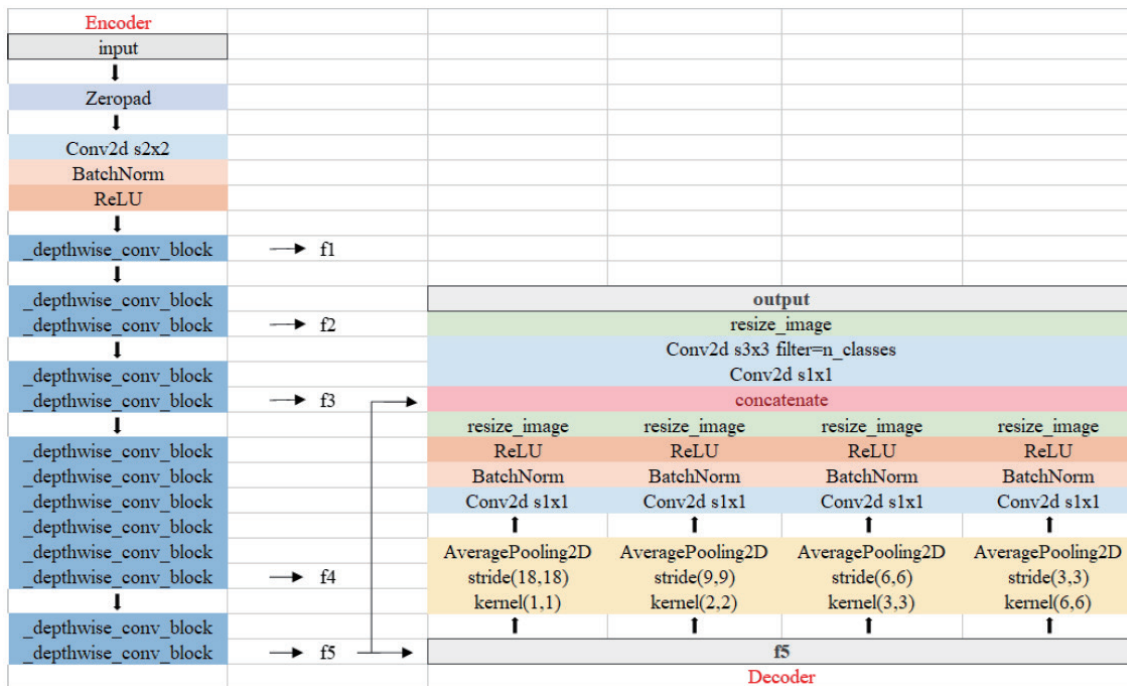 Encoder
input
Zeropad
Conv2d s2x2
BatchNorm
ReLU
_depthwise_conv_block
f1
_depthwise_conv_block
_depthwise_conv_block
f2
_depthwise_conv_block
_depthwise_conv_block
f3
_depthwise_conv_block
_depthwise_conv_block
_depthwise_conv_block
_depthwise_conv_block
_depthwise_conv_block
_depthwise_conv_block
f4
_depthwise_conv_block
_depthwise_conv_block
f5
output
resize_image
Conv2d s3x3 filter=n_classes
Conv2d s1x1
concatenate
resize_image resize_image resize_image resize_image
ReLU ReLU ReLU ReLU
BatchNorm BatchNorm BatchNorm BatchNorm
Conv2d s1x1 Conv2d s1x1 Conv2d s1x1 Conv2d s1x1
AveragePooling2D AveragePooling2D AveragePooling2D AveragePooling2D
stride(18,18) stride(9,9) stride(6,6) stride(3,3)
kernel(1,1) kernel(2,2) kernel(3,3) kernel(6,6)
f5
Decoder